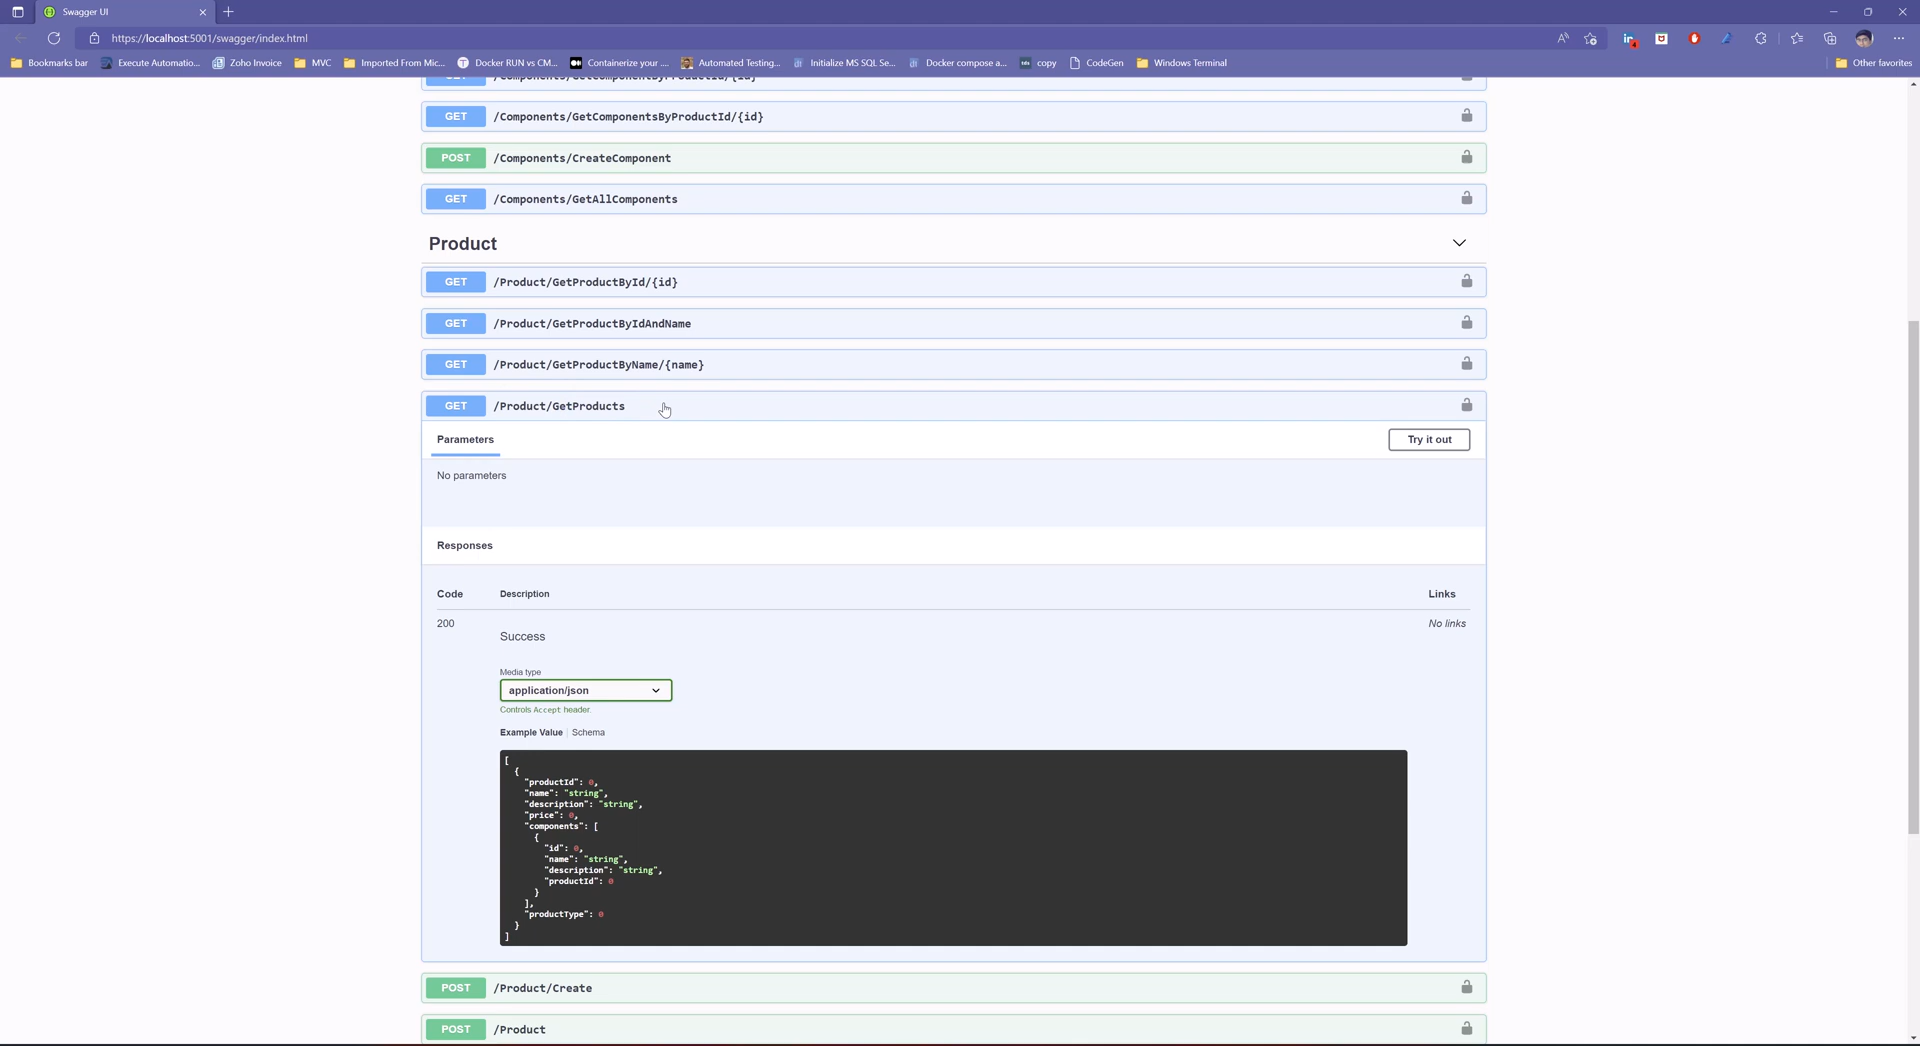 Swagger UI
https://localhost:5001/swagger/index.html
4
Bookmarks bar
Execute Automatio...
Zoho Invoice
MVC
Imported From Mic...
Docker RUN vs CM...
Containerize your ....
Automated Testing...
Initialize MS SQL Se...
Docker compose a...
copy
CodeGen
Windows Terminal
Other favorites
GET /Components/GetComponentsByProductId/{id}
POST /Components/CreateComponent
GET /Components/GetAllComponents
Product
GET /Product/GetProductById/{id}
GET /Product/GetProductByIdAndName
GET /Product/GetProductByName/{name}
GET /Product/GetProducts
Parameters
Try it out
No parameters
Responses
Code Description Links
200 Success No links
Media type
application/json
Controls Accept header.
Example Value Schema
[
{
"productId": 0,
"name": "string",
"description": "string",
"price": 0,
"components": [
{
"id": 0,
"name": "string",
"description": "string",
"productId": 0
}
],
"productType": 0
}
]
POST /Product/Create
POST /Product